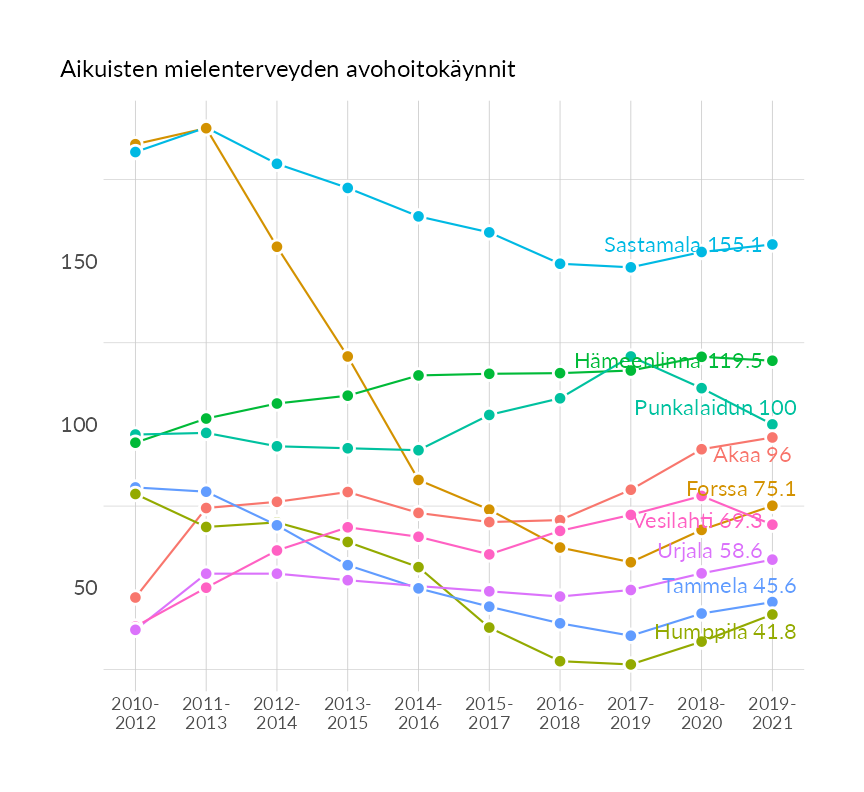 Aikuisten mielenterveyden avohoitokäynnit
Sastamala 155.1
150
Hämeenlinna 119.5
Punkalaidun 100
100
Akaa 96
Forssa 75.1
Vesilahti 69.3
Urjala 58.6
50
Tammela 45.6
Humppila 41.8
2010- 2011- 2012- 2013- 2014- 2015- 2016- 2017- 2018- 2019-
2012 2013 2014 2015 2016 2017 2018 2019 2020 2021